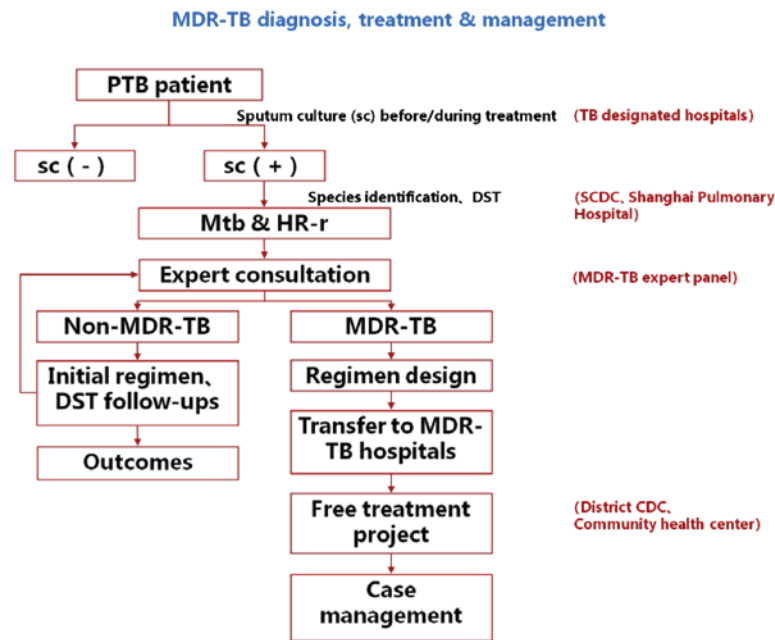 MDR-TB diagnosis, treatment & management
PTB patient
Sputum culture (sc) before/during treatment
(TB designated hospitals)
sc ( - )
sc ( + )
Species identification、DST
(SCDC、Shanghai Pulmonary
Hospital)
Mtb & HR-r
Expert consultation
(MDR-TB expert panel)
Non-MDR-TB
MDR-TB
Initial regimen、
DST follow-ups
Regimen design
Outcomes
Transfer to MDR-
TB hospitals
Free treatment
project
(District CDC、
Community health center)
Case
management